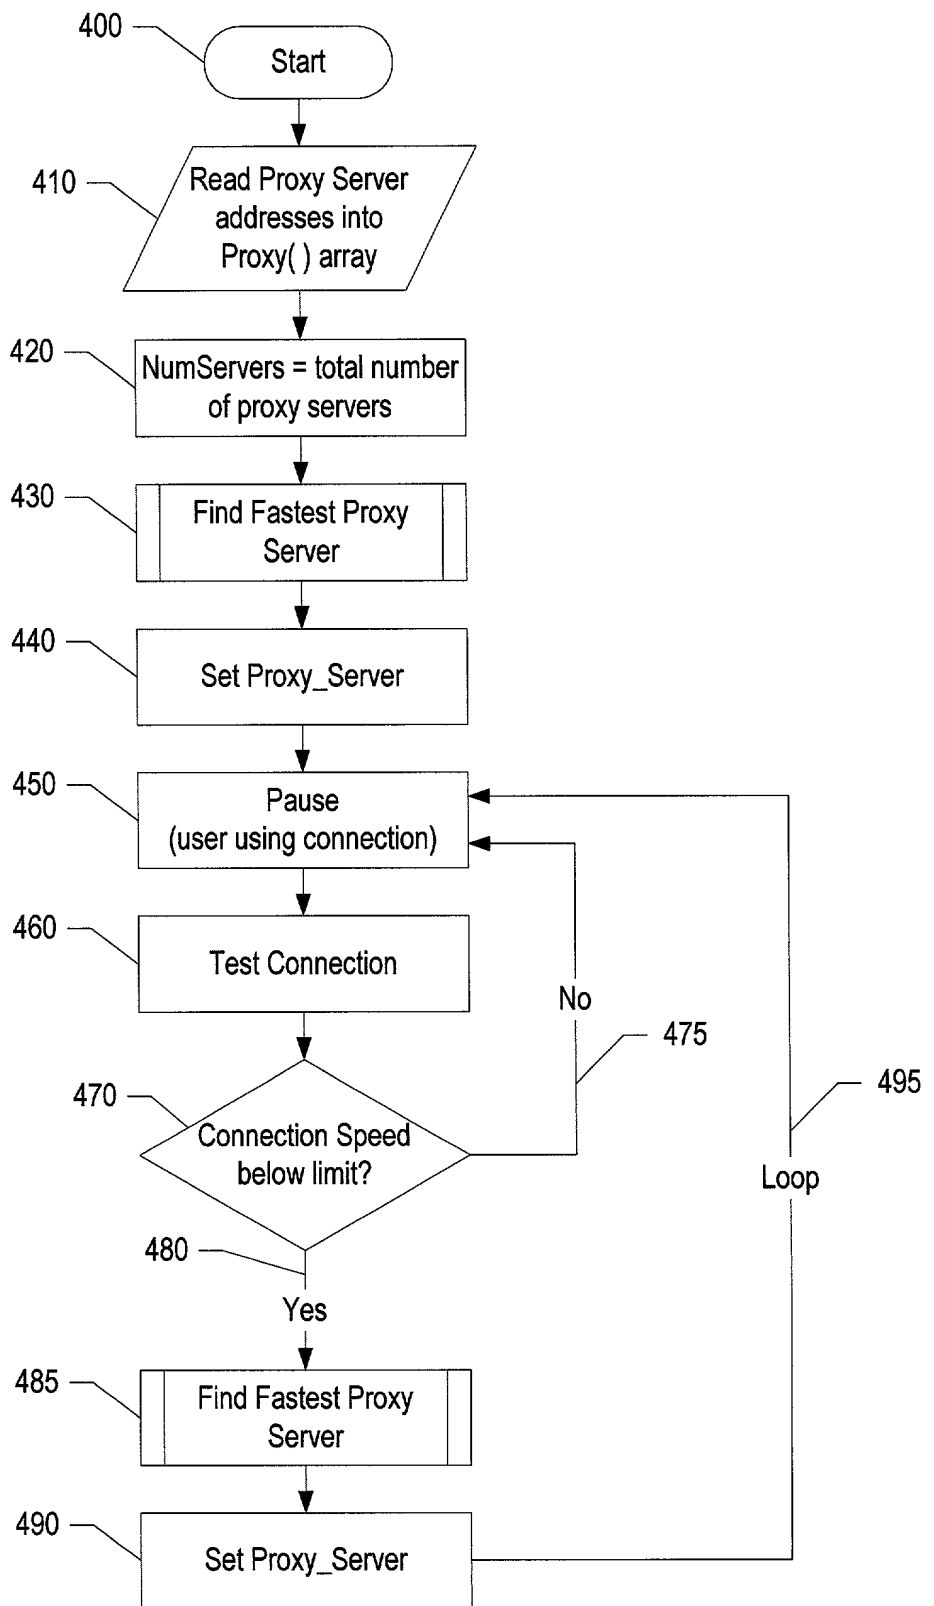 400
Start
410
Read Proxy Server
addresses into
Proxy( ) array
420
NumServers = total number
of proxy servers
430
Find Fastest Proxy
Server
440
Set Proxy_Server
450
Pause
(user using connection)
460
Test Connection
No
475
470
Connection Speed
below limit?
495
Loop
480
Yes
485
Find Fastest Proxy
Server
490
Set Proxy_Server